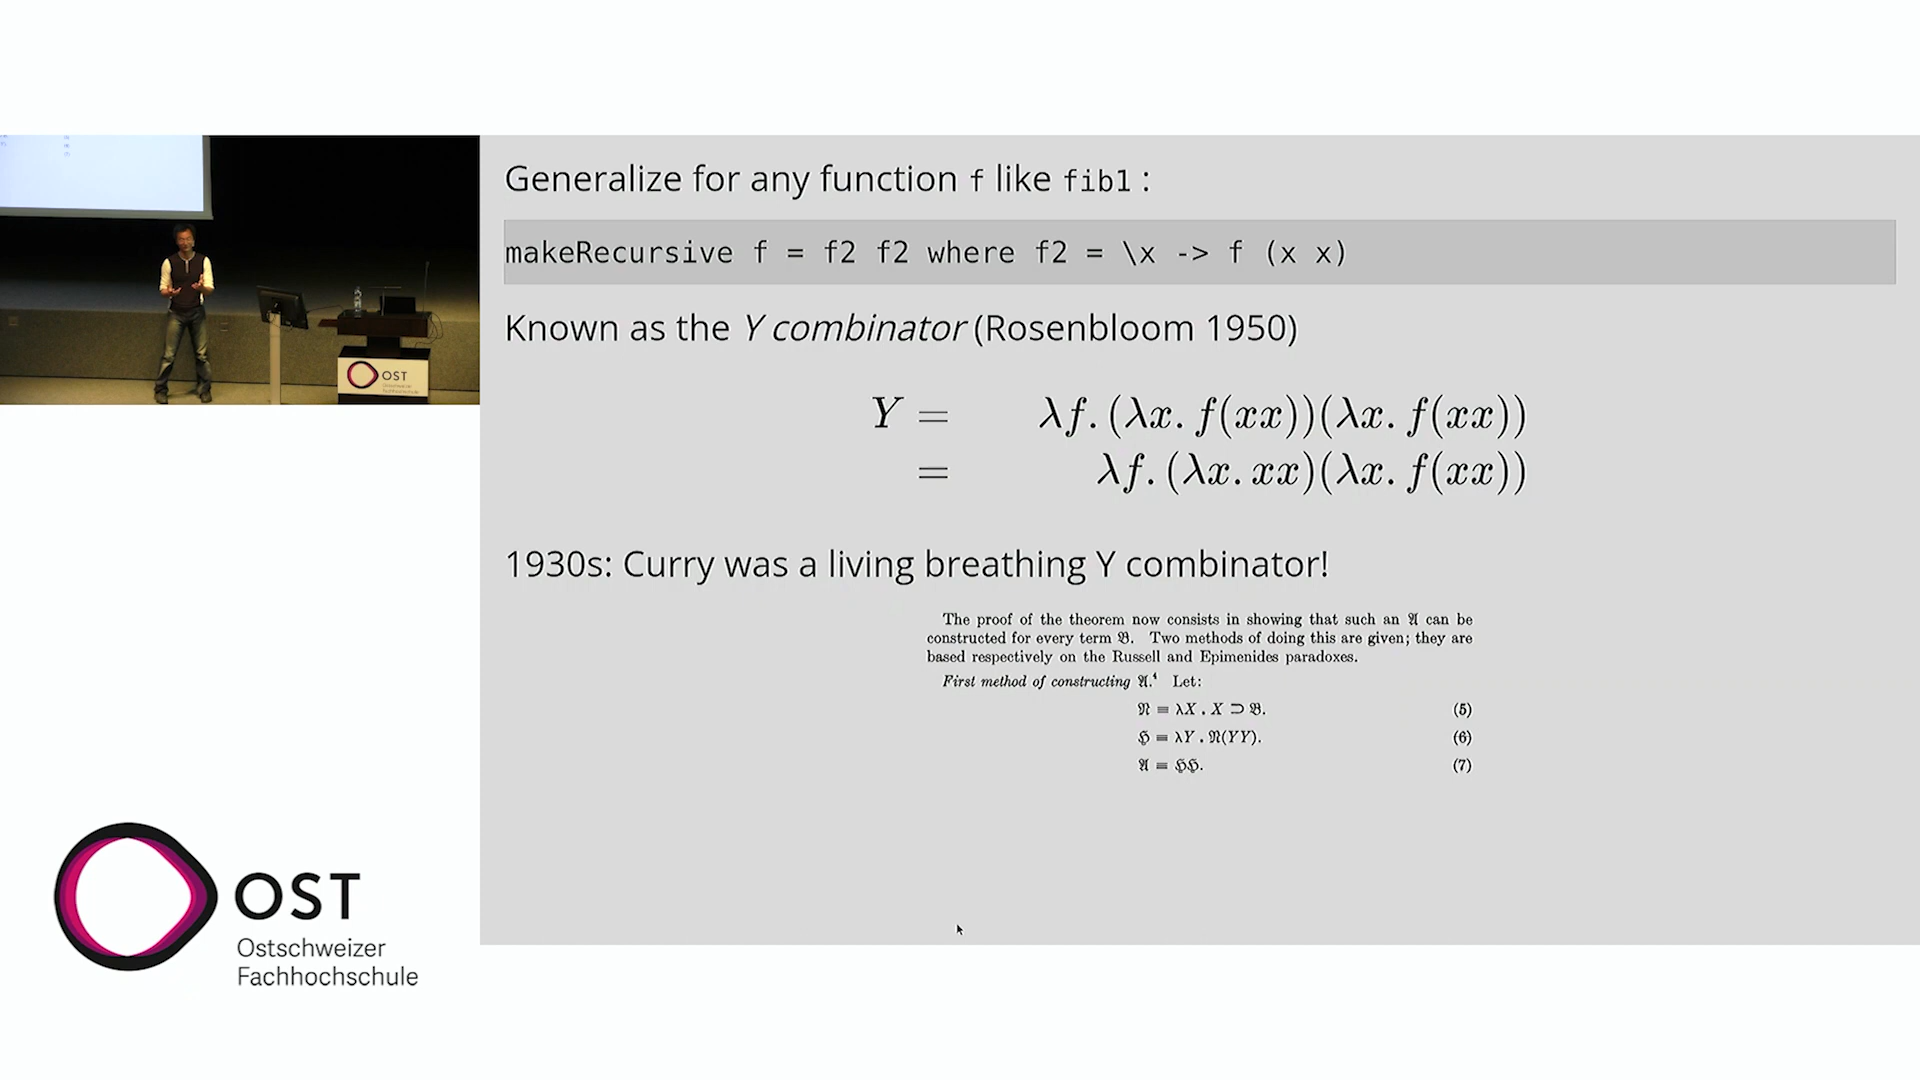 Generalize for any function f like fib1 :
makeRecursive f = f2 f2 where f2 = \x -> f (x x)
Known as the Y combinator (Rosenbloom 1950)
Y = λf. (λx. f(xx))(λx. f(xx))
= λf. (λx. xx)(λx. f(xx))
1930s: Curry was a living breathing Y combinator!
The proof of the theorem now consists in showing that such an 𝔄 can be
constructed for every term 𝔅. Two methods of doing this are given; they are
based respectively on the Russell and Epimenides paradoxes.
First method of constructing 𝔄.⁴ Let:
𝔑 ≡ λX . X ⊃ 𝔅. (5)
ℌ ≡ λY . 𝔑(YY). (6)
𝔄 ≡ ℌℌ. (7)
OST
OST
Ostschweizer
Fachhochschule